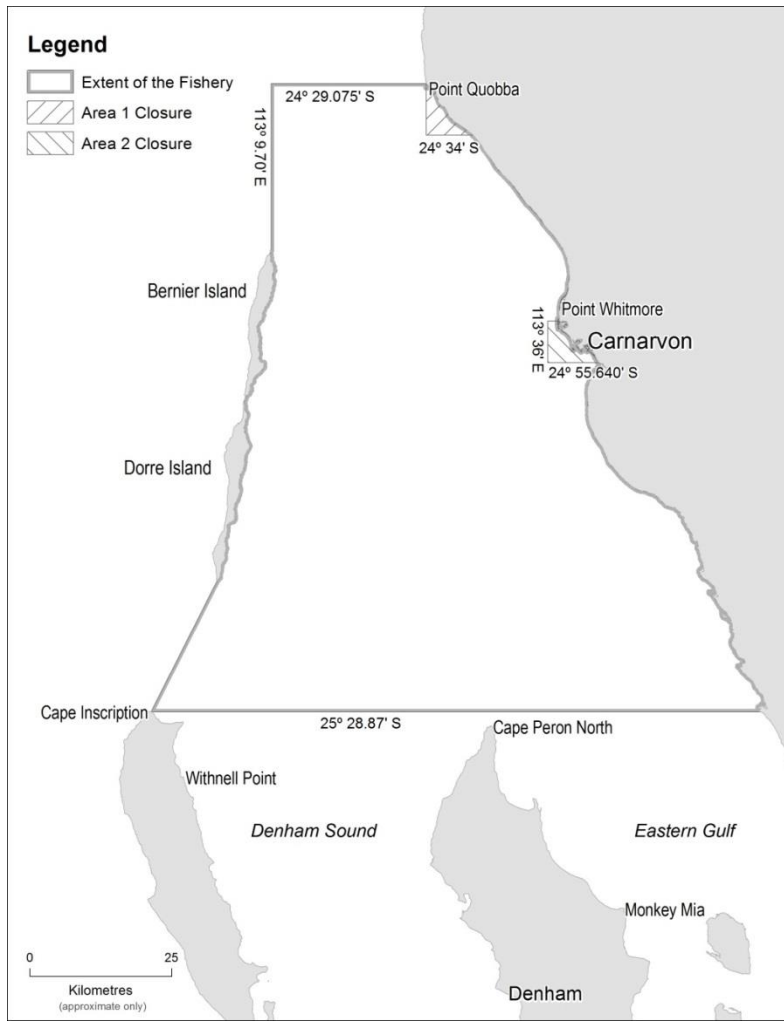 Legend
Extent of the Fishery
Area 1 Closure
Area 2 Closure
24º 29.075' S
Point Quobba
113º 9.70' E
24º 34' S
Bernier Island
Point Whitmore
113º 36' E
Carnarvon
24º 55.640' S
Dorre Island
Cape Inscription
25º 28.87' S
Cape Peron North
Withnell Point
Denham Sound
Eastern Gulf
Monkey Mia
0 25
Kilometres
(approximate only)
Denham